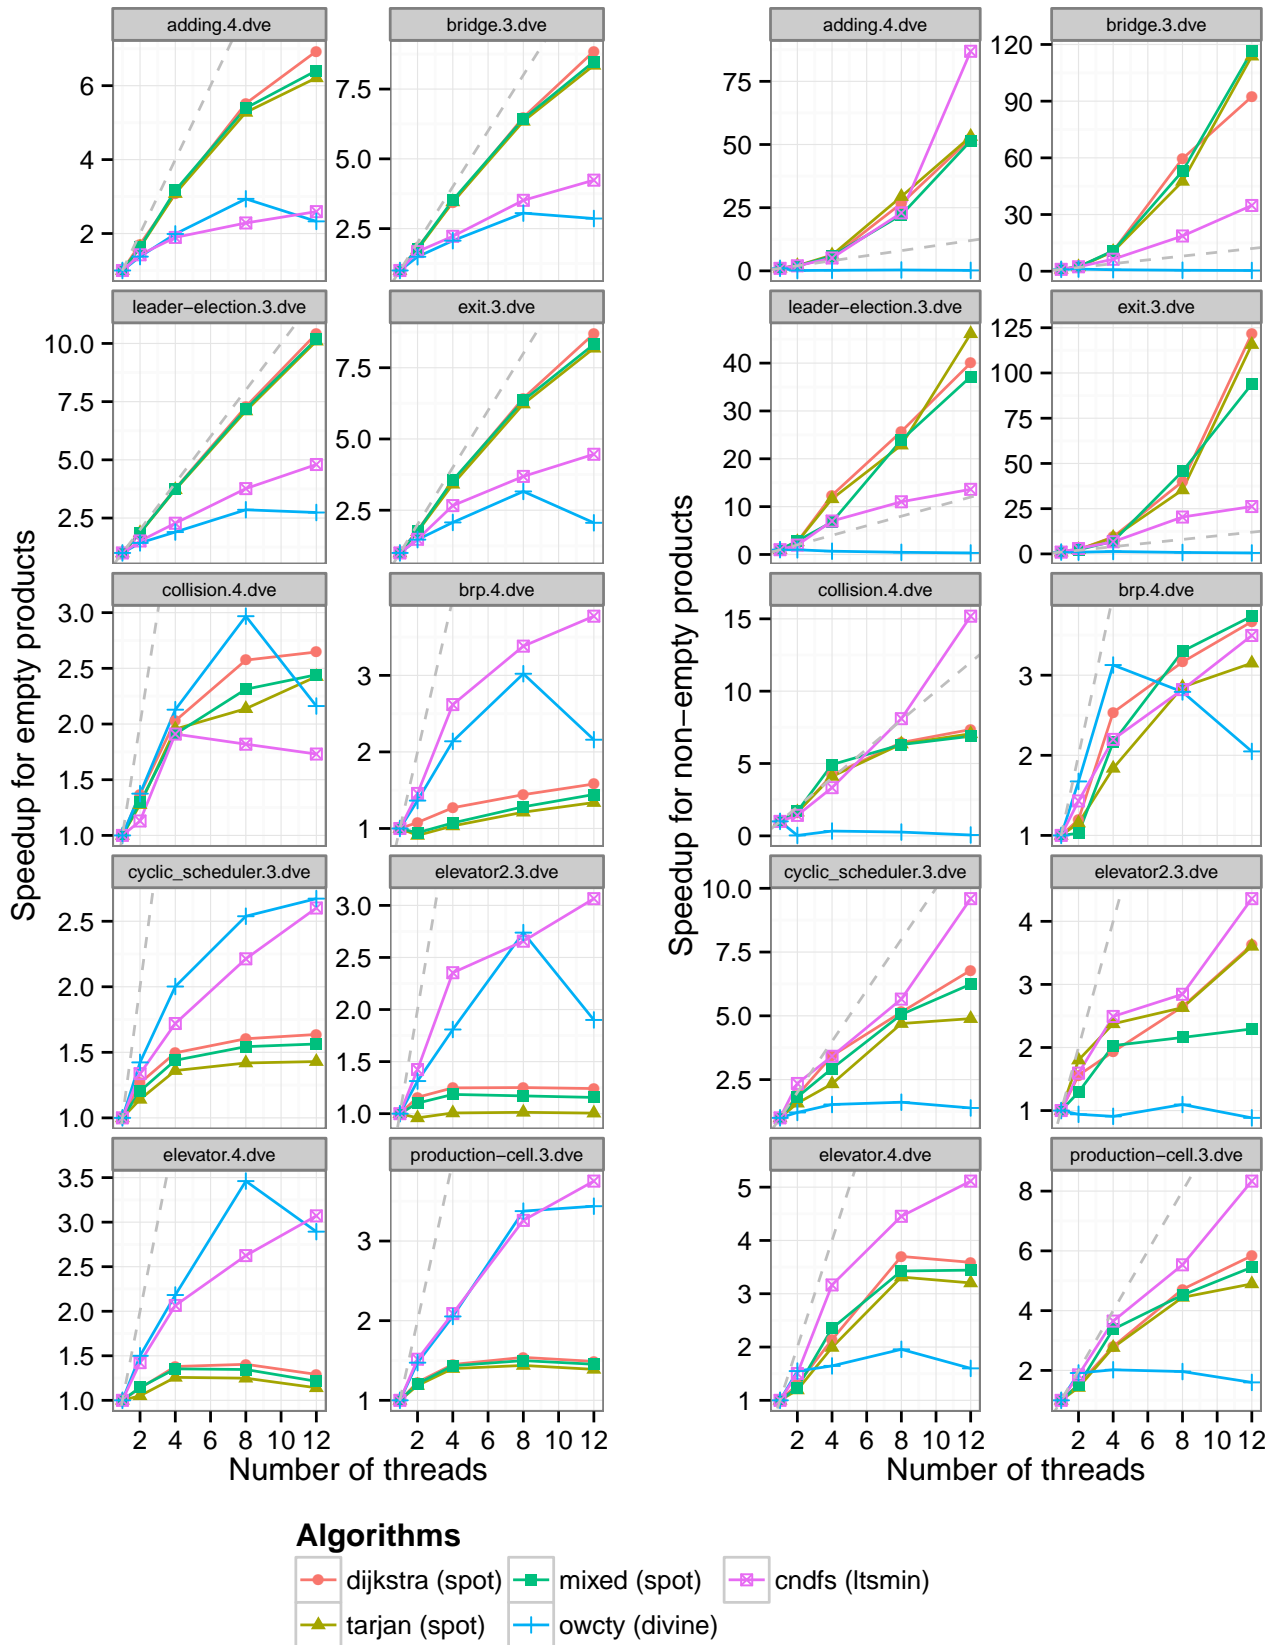 adding.4.dve
bridge.3.dve
adding.4.dve
bridge.3.dve
2
4
6
2.5
5.0
7.5
0
25
50
75
0
30
60
90
120
leader−election.3.dve
exit.3.dve
leader−election.3.dve
exit.3.dve
2.5
5.0
7.5
10.0
2.5
5.0
7.5
0
10
20
30
40
0
25
50
75
100
125
collision.4.dve
brp.4.dve
collision.4.dve
brp.4.dve
1.0
1.5
2.0
2.5
3.0
1
2
3
0
5
10
15
1
2
3
cyclic_scheduler.3.dve
elevator2.3.dve
cyclic_scheduler.3.dve
elevator2.3.dve
1.0
1.5
2.0
2.5
1.0
1.5
2.0
2.5
3.0
2.5
5.0
7.5
10.0
1
2
3
4
elevator.4.dve
production−cell.3.dve
elevator.4.dve
production−cell.3.dve
1.0
1.5
2.0
2.5
3.0
3.5
1
2
3
1
2
3
4
5
2
4
6
8
2 4 6 8 10 12
2 4 6 8 10 12
2 4 6 8 10 12
2 4 6 8 10 12
Number of threads
Number of threads
Speedup for empty products
Speedup for non−empty products
Algorithms
dijkstra (spot)
mixed (spot)
cndfs (ltsmin)
tarjan (spot)
owcty (divine)